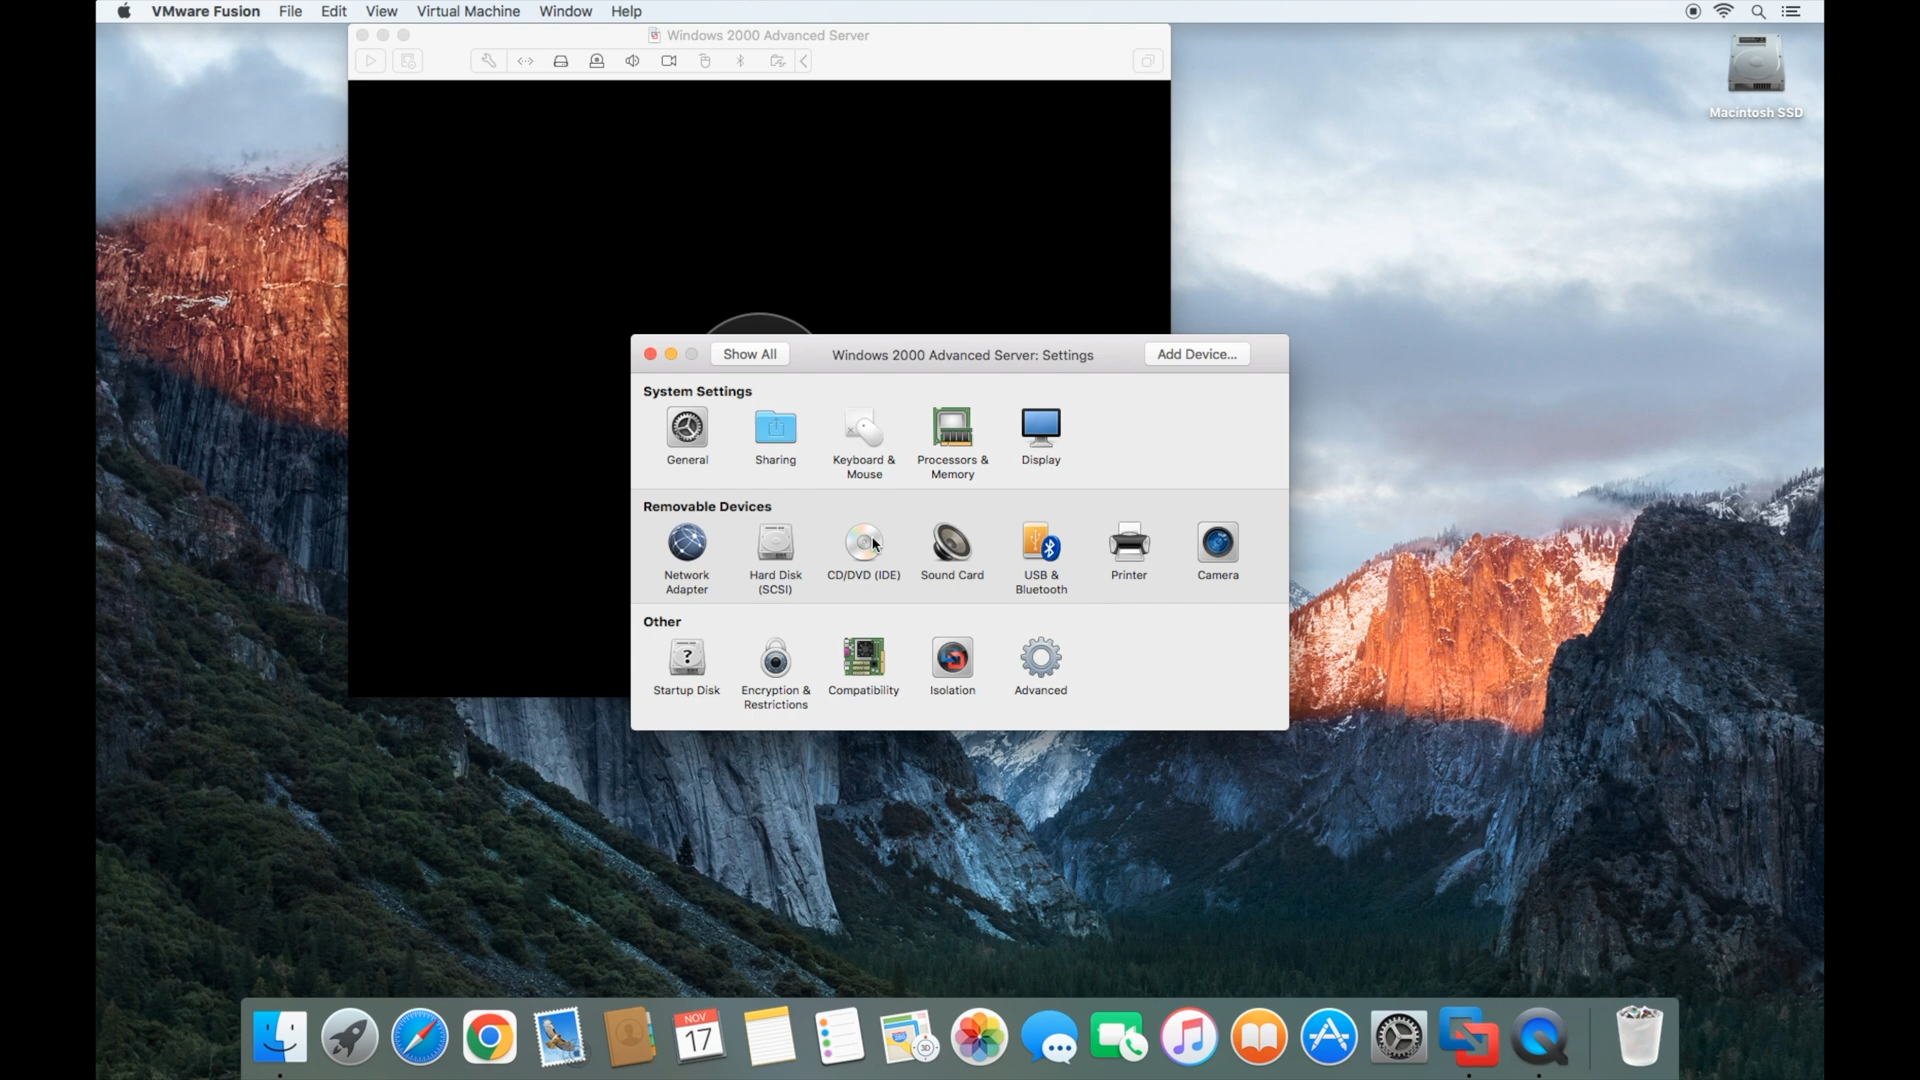 VMware Fusion File Edit View Virtual Machine Window Help
Windows 2000 Advanced Server
Macintosh SSD
Show All
Windows 2000 Advanced Server: Settings
Add Device...
System Settings
General
Sharing
Keyboard &
Mouse
Processors &
Memory
Display
Removable Devices
Network
Adapter
Hard Disk
(SCSI)
CD/DVD (IDE)
Sound Card
USB &
Bluetooth
Printer
Camera
Other
Startup Disk
Encryption &
Restrictions
Compatibility
Isolation
Advanced
NOV
17
3D